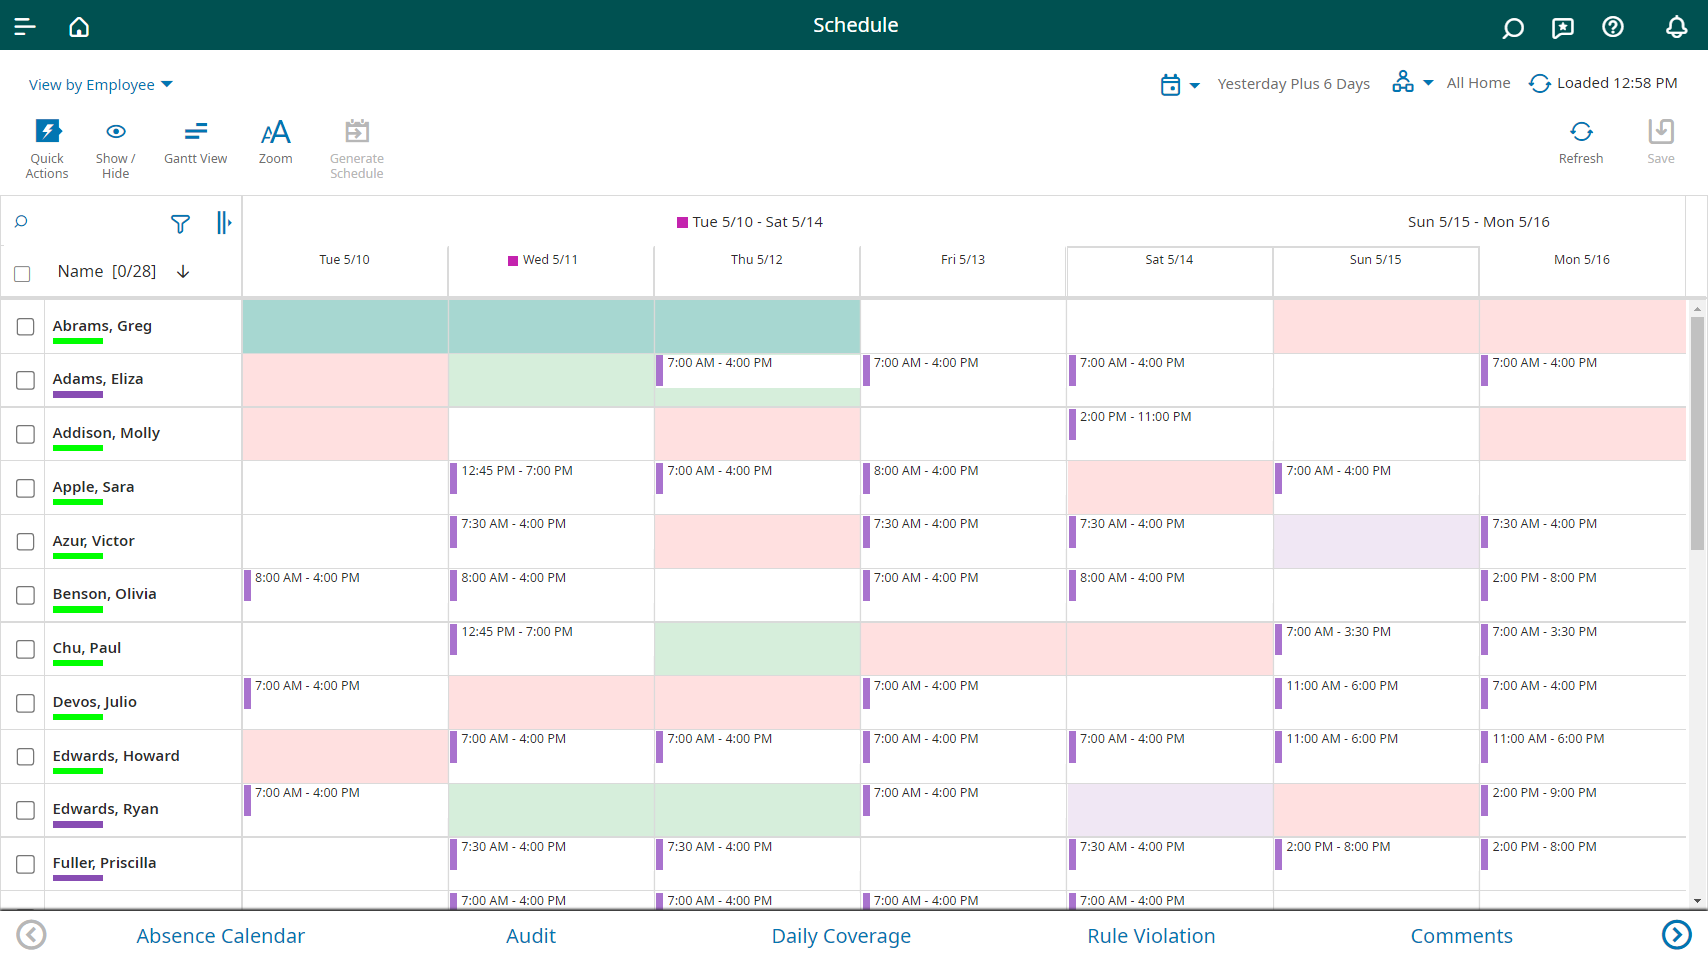 Schedule
View by Employee
Yesterday Plus 6 Days
All Home
Loaded 12:58 PM
Quick Actions
Show / Hide
Gantt View
Zoom
Generate Schedule
Refresh
Save
Tue 5/10 - Sat 5/14
Sun 5/15 - Mon 5/16
Name [0/28]
Tue 5/10
Wed 5/11
Thu 5/12
Fri 5/13
Sat 5/14
Sun 5/15
Mon 5/16
Abrams, Greg
Adams, Eliza
7:00 AM - 4:00 PM
7:00 AM - 4:00 PM
7:00 AM - 4:00 PM
7:00 AM - 4:00 PM
Addison, Molly
2:00 PM - 11:00 PM
Apple, Sara
12:45 PM - 7:00 PM
7:00 AM - 4:00 PM
8:00 AM - 4:00 PM
7:00 AM - 4:00 PM
Azur, Victor
7:30 AM - 4:00 PM
7:30 AM - 4:00 PM
7:30 AM - 4:00 PM
7:30 AM - 4:00 PM
Benson, Olivia
8:00 AM - 4:00 PM
8:00 AM - 4:00 PM
7:00 AM - 4:00 PM
8:00 AM - 4:00 PM
2:00 PM - 8:00 PM
Chu, Paul
12:45 PM - 7:00 PM
7:00 AM - 3:30 PM
7:00 AM - 3:30 PM
Devos, Julio
7:00 AM - 4:00 PM
7:00 AM - 4:00 PM
11:00 AM - 6:00 PM
7:00 AM - 4:00 PM
Edwards, Howard
7:00 AM - 4:00 PM
7:00 AM - 4:00 PM
7:00 AM - 4:00 PM
7:00 AM - 4:00 PM
11:00 AM - 6:00 PM
11:00 AM - 6:00 PM
Edwards, Ryan
7:00 AM - 4:00 PM
7:00 AM - 4:00 PM
2:00 PM - 9:00 PM
Fuller, Priscilla
7:30 AM - 4:00 PM
7:30 AM - 4:00 PM
7:30 AM - 4:00 PM
2:00 PM - 8:00 PM
2:00 PM - 8:00 PM
7:00 AM - 4:00 PM
7:00 AM - 4:00 PM
7:00 AM - 4:00 PM
7:00 AM - 4:00 PM
Absence Calendar
Audit
Daily Coverage
Rule Violation
Comments